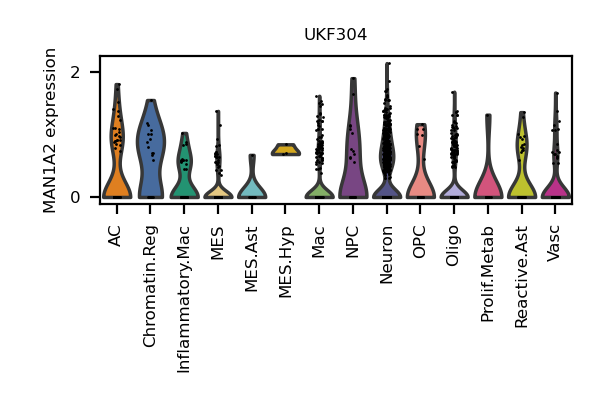 UKF304
MAN1A2 expression
2
0
AC
Chromatin.Reg
Inflammatory.Mac
MES
MES.Ast
MES.Hyp
Mac
NPC
Neuron
OPC
Oligo
Prolif.Metab
Reactive.Ast
Vasc